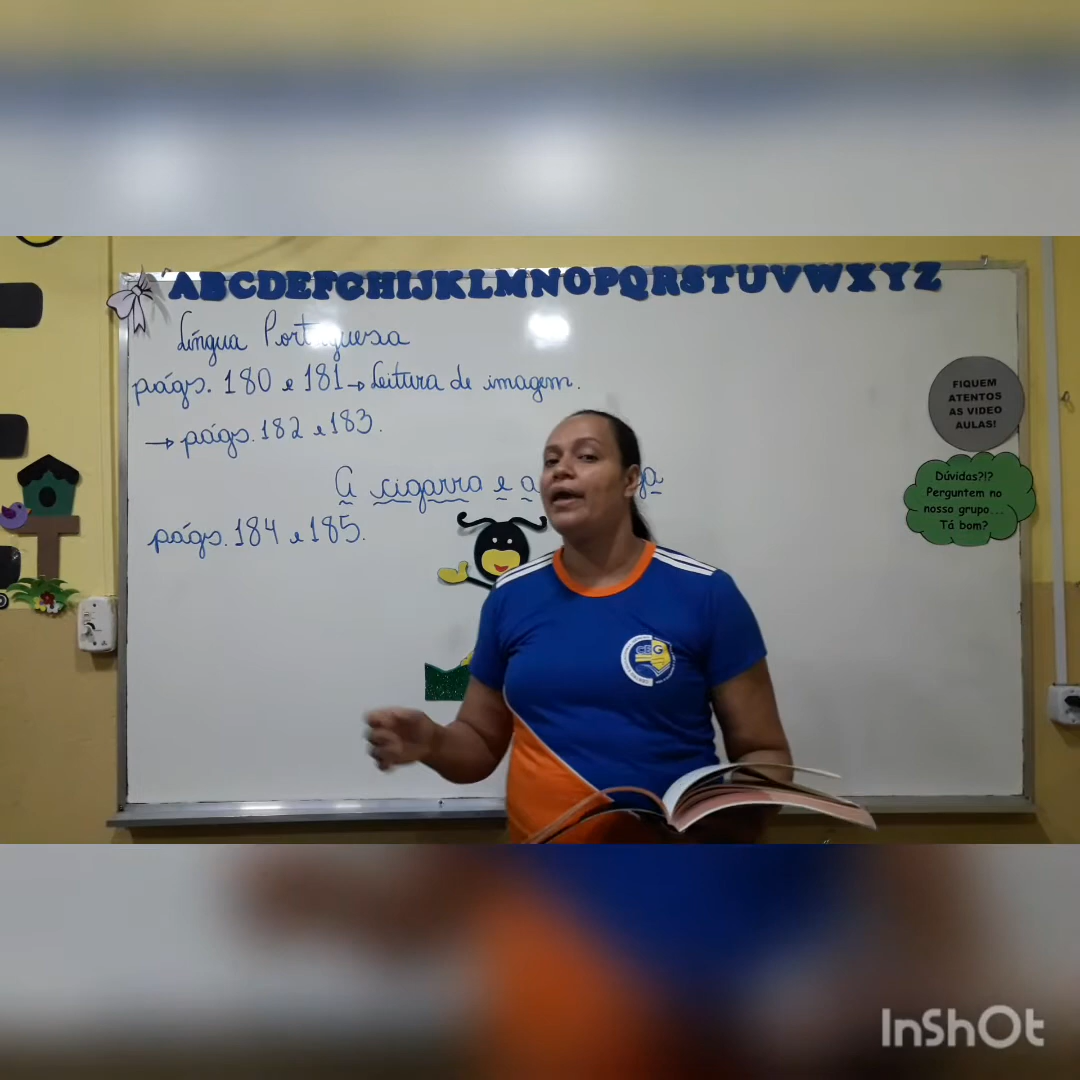 ABCDEFGHIJKLMNOPQRSTUVWXYZ
Língua Portuguesa
págs. 180 e 181 → Leitura de imagem.
→ págs. 182 e 183.
A cigarra e a
págs. 184 e 185.
FIQUEM
ATENTOS
AS VIDEO
AULAS!
Dúvidas?!?
Perguntem no
nosso grupo...
Tá bom?
CBG
InShOt